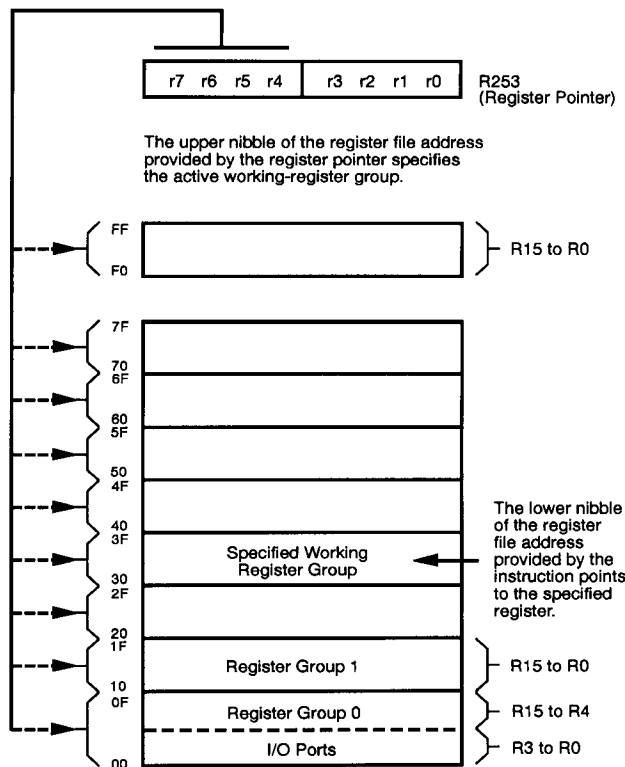 r7 r6 r5 r4 r3 r2 r1 r0 R253
(Register Pointer)
The upper nibble of the register file address
provided by the register pointer specifies
the active working-register group.
FF
R15 to R0
F0
7F
70
6F
60
5F
50
4F
40
3F
Specified Working
Register Group
The lower nibble
of the register
file address
provided by the
instruction points
to the specified
register.
30
2F
20
1F
Register Group 1
R15 to R0
10
0F
Register Group 0
R15 to R4
I/O Ports
R3 to R0
00